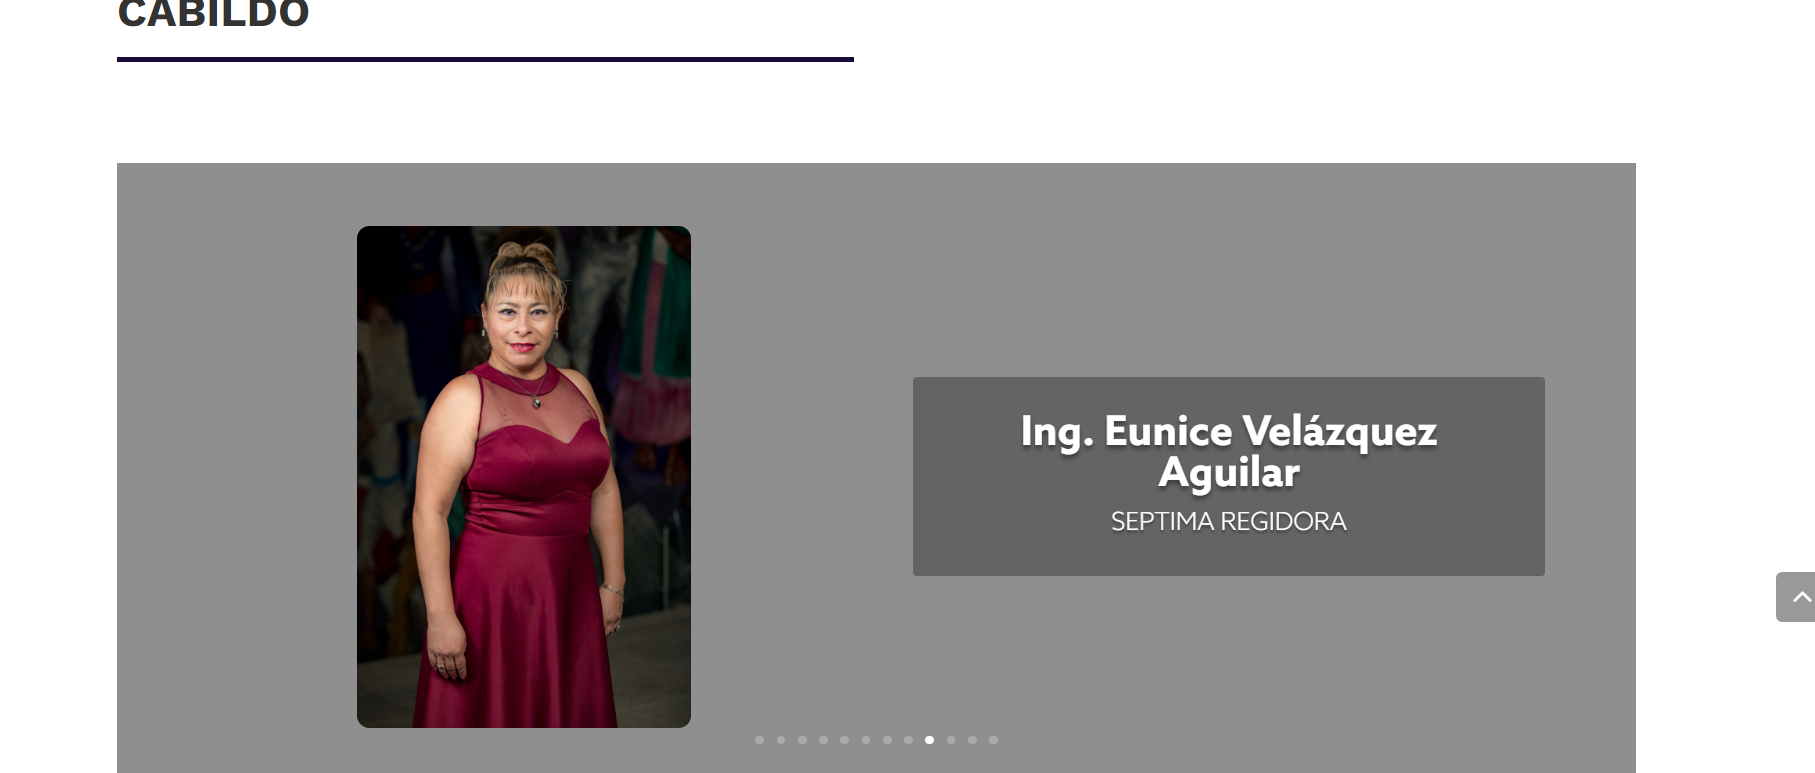 CABILDO
Ing. Eunice Velázquez
Aguilar
SEPTIMA REGIDORA